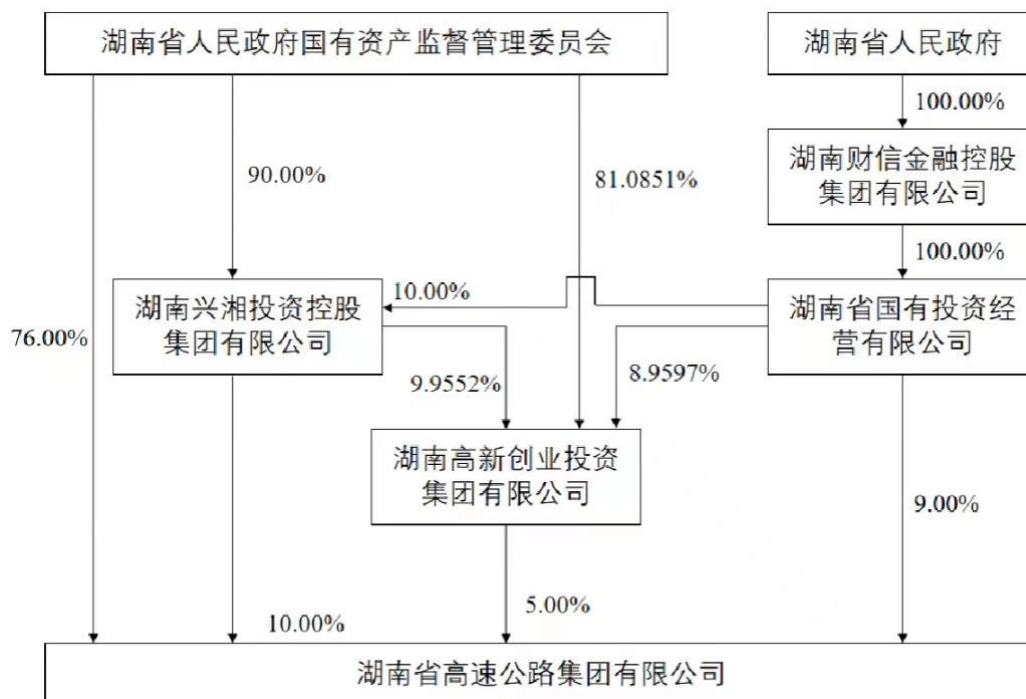 湖南省人民政府国有资产监督管理委员会
湖南省人民政府
100.00%
湖南财信金融控股
集团有限公司
90.00%
81.0851%
100.00%
10.00%
湖南兴湘投资控股
集团有限公司
湖南省国有投资经
营有限公司
76.00%
9.9552%
8.9597%
湖南高新创业投资
集团有限公司
9.00%
5.00%
10.00%
湖南省高速公路集团有限公司